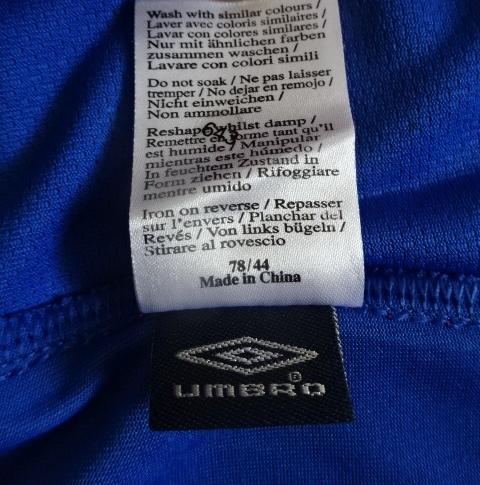 Wash with similar colours /
Laver avec coloris similaires /
Lavar con colores similares /
Nur mit ähnlichen farben
zusammen waschen /
Lavare con colori simili
Do not soak / Ne pas laisser
tremper / No dejar en remojo /
Nicht einweichen /
Non ammollare
Reshape whilst damp /
Remettre en forme tant qu'il
est humide / Manipular
mientras este húmedo /
In feuchtem Zustand in
Form ziehen / Rifoggiare
mentre umido
Iron on reverse / Repasser
sur l'envers / Planchar del
Revés / Von links bügeln /
Stirare al rovescio
78/44
Made in China
UMBRO®